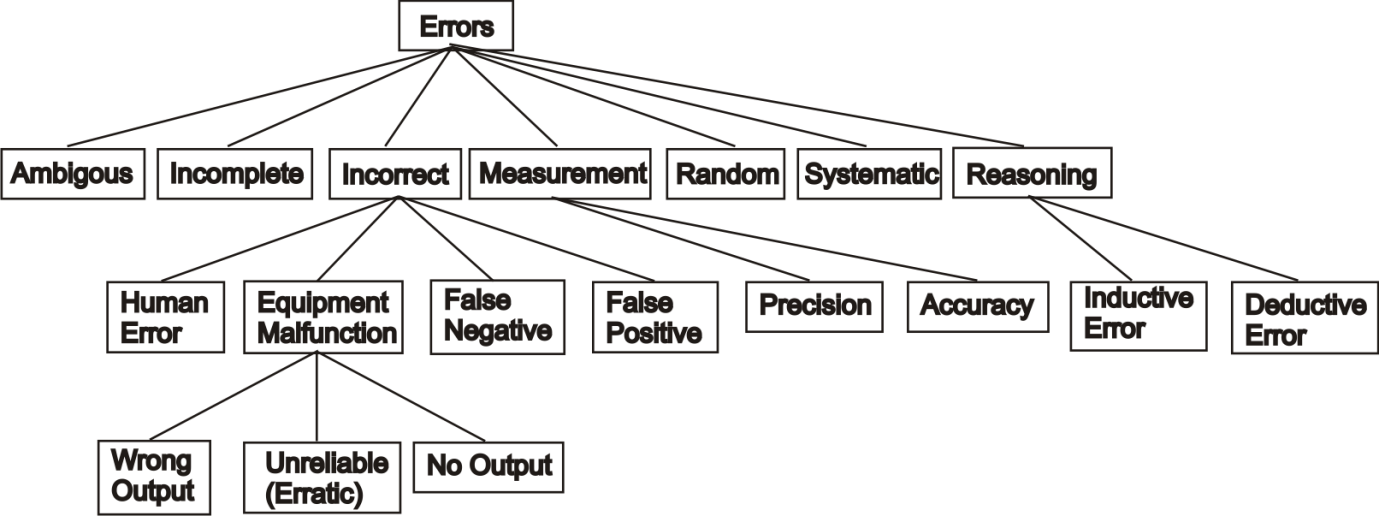 Errors
Ambigous
Incomplete
Incorrect
Measurement
Random
Systematic
Reasoning
Human
Error
Equipment
Malfunction
False
Negative
False
Positive
Precision
Accuracy
Inductive
Error
Deductive
Error
Wrong
Output
Unreliable
(Erratic)
No Output